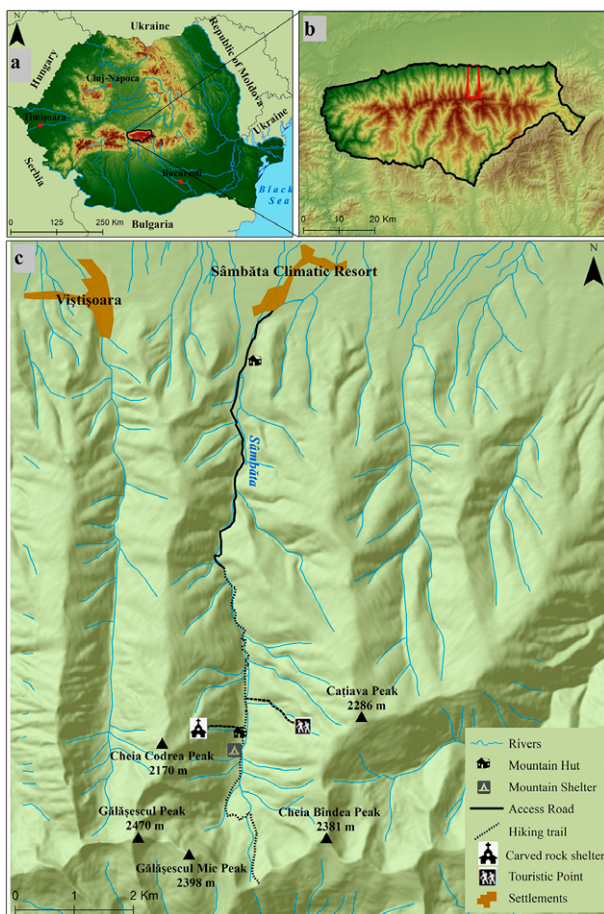 a
Ukraine
Hungary
Republic of Moldova
Cluj-Napoca
Timișoara
Ukraine
Serbia
București
Black
Sea
0 125 250 Km
Bulgaria
b
0 10 20 Km
c
Sâmbăta Climatic Resort
Viștișoara
Sâmbăta
Cațiava Peak
2286 m
Cheia Codrea Peak
2170 m
Gălășescul Peak
2470 m
Cheia Bîndea Peak
2381 m
Gălășescul Mic Peak
2398 m
0 1 2 Km
Rivers
Mountain Hut
Mountain Shelter
Access Road
Hiking trail
Carved rock shelter
Touristic Point
Settlements